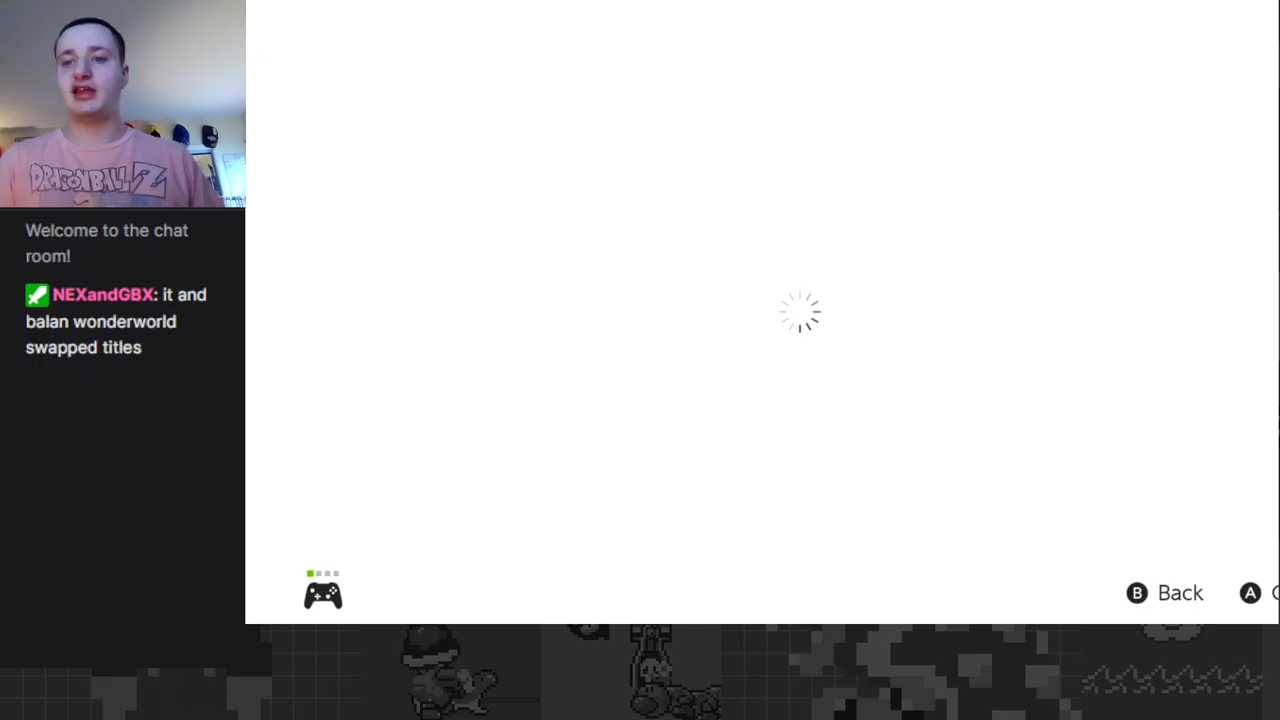 DRAGONBALL Z
Welcome to the chat
room!
NEXandGBX: it and
balan wonderworld
swapped titles
B Back A